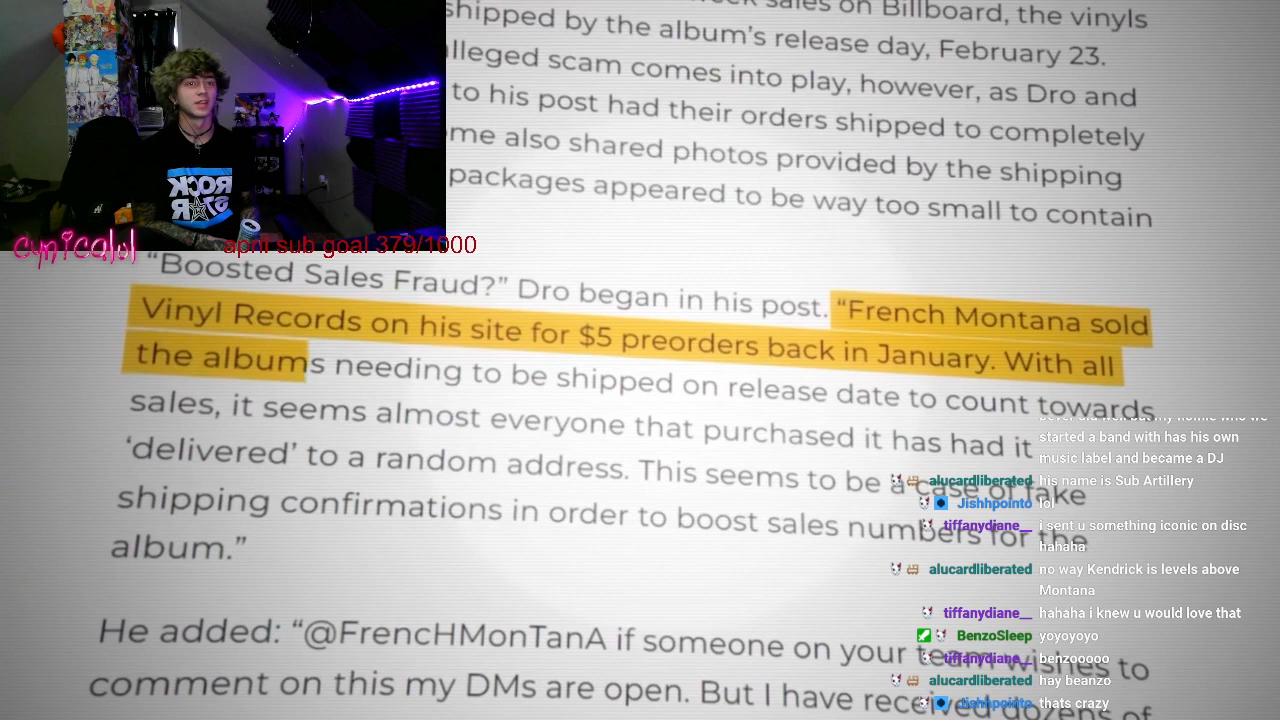 sales on Billboard, the vinyls
shipped by the album's release day, February 23.
lleged scam comes into play, however, as Dro and
to his post had their orders shipped to completely
me also shared photos provided by the shipping
packages appeared to be way too small to contain
ROCK
ST R
cynicalol
april sub goal 379/1000
“Boosted Sales Fraud?” Dro began in his post. “French Montana sold
Vinyl Records on his site for $5 preorders back in January. With all
the albums needing to be shipped on release date to count towards
sales, it seems almost everyone that purchased it has had it
‘delivered’ to a random address. This seems to be a case of fake
shipping confirmations in order to boost sales numbers for the
album.”
He added: “@FrencHMonTanA if someone on your team wishes to
comment on this my DMs are open. But I have received dozens of
started a band with has his own
music label and became a DJ
alucardliberated his name is Sub Artillery
Jishhpointo lol
tiffanydiane__ i sent u something iconic on disc
hahaha
alucardliberated no way Kendrick is levels above
Montana
tiffanydiane__ hahaha i knew u would love that
BenzoSleep yoyoyoyo
tiffanydiane__ benzooooo
alucardliberated hay beanzo
Jishhpointo thats crazy